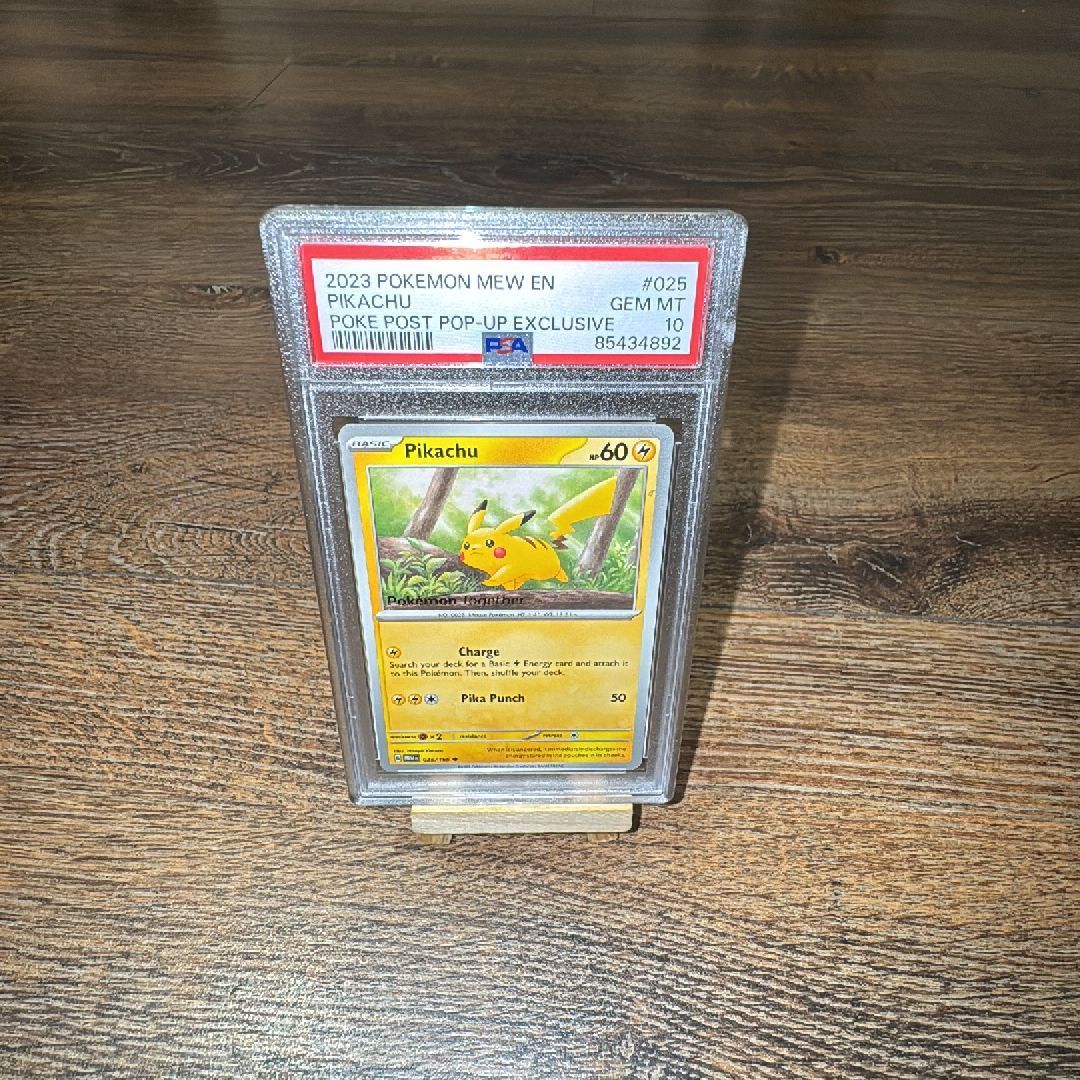 2023 POKEMON MEW EN #025
PIKACHU GEM MT
POKE POST POP-UP EXCLUSIVE 10
PSA 85434892
BASIC Pikachu HP 60
Pokémon Together
Charge
Search your deck for a Basic Energy card and attach it
to this Pokémon. Then, shuffle your deck.
Pika Punch 50
×2